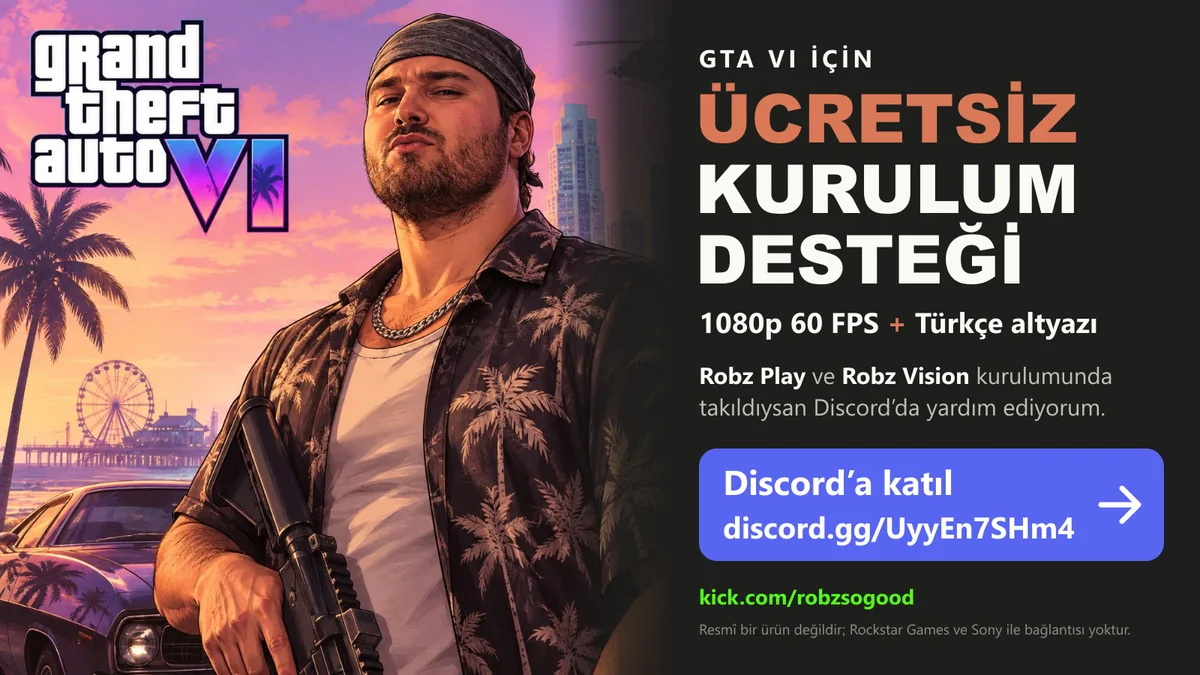 grand
theft
auto VI
GTA VI İÇİN
ÜCRETSİZ
KURULUM
DESTEĞİ
1080p 60 FPS + Türkçe altyazı
Robz Play ve Robz Vision kurulumunda
takıldıysan Discord’da yardım ediyorum.
Discord’a katıl
discord.gg/UyyEn7SHm4
kick.com/robzsogood
Resmî bir ürün değildir; Rockstar Games ve Sony ile bağlantısı yoktur.